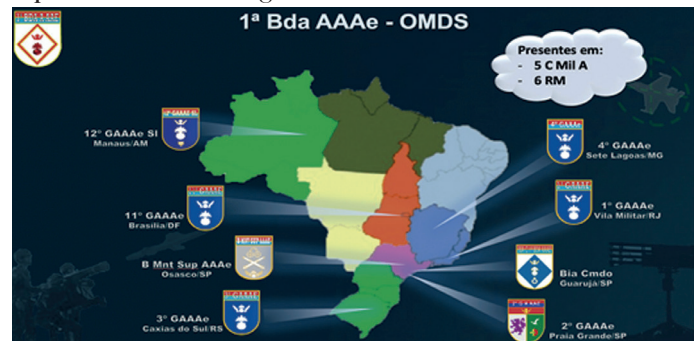 1ª Bda AAAe - OMDS
Presentes em:
- 5 C Mil A
- 6 RM
12º GAAAe Sl
Manaus/AM
11º GAAAe
Brasília/DF
B Mnt Sup AAAe
Osasco/SP
3º GAAAe
Caxias do Sul/RS
4º GAAAe
Sete Lagoas/MG
1º GAAAe
Vila Militar/RJ
Bia Cmdo
Guarujá/SP
2º GAAAe
Praia Grande/SP